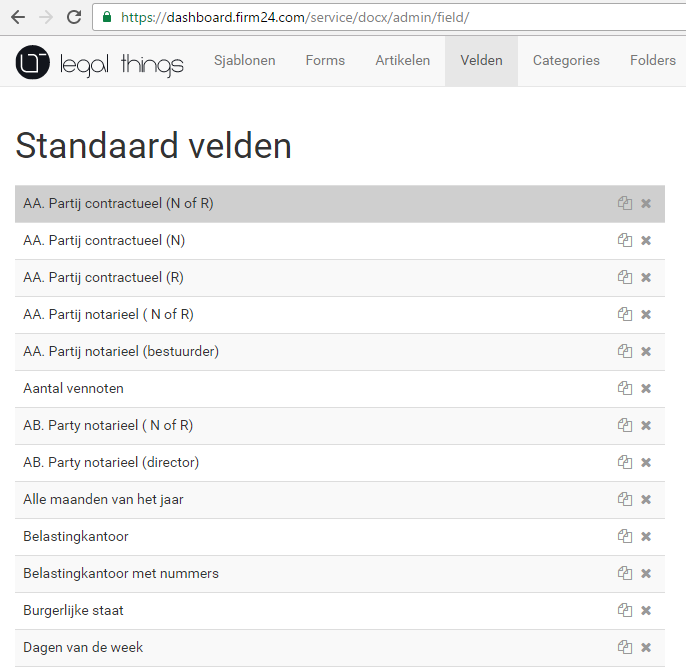 https://dashboard.firm24.com/service/docx/admin/field/
legal things Sjablonen Forms Artikelen Velden Categories Folders
Standaard velden
AA. Partij contractueel (N of R)
AA. Partij contractueel (N)
AA. Partij contractueel (R)
AA. Partij notarieel ( N of R)
AA. Partij notarieel (bestuurder)
Aantal vennoten
AB. Party notarieel ( N of R)
AB. Party notarieel (director)
Alle maanden van het jaar
Belastingkantoor
Belastingkantoor met nummers
Burgerlijke staat
Dagen van de week